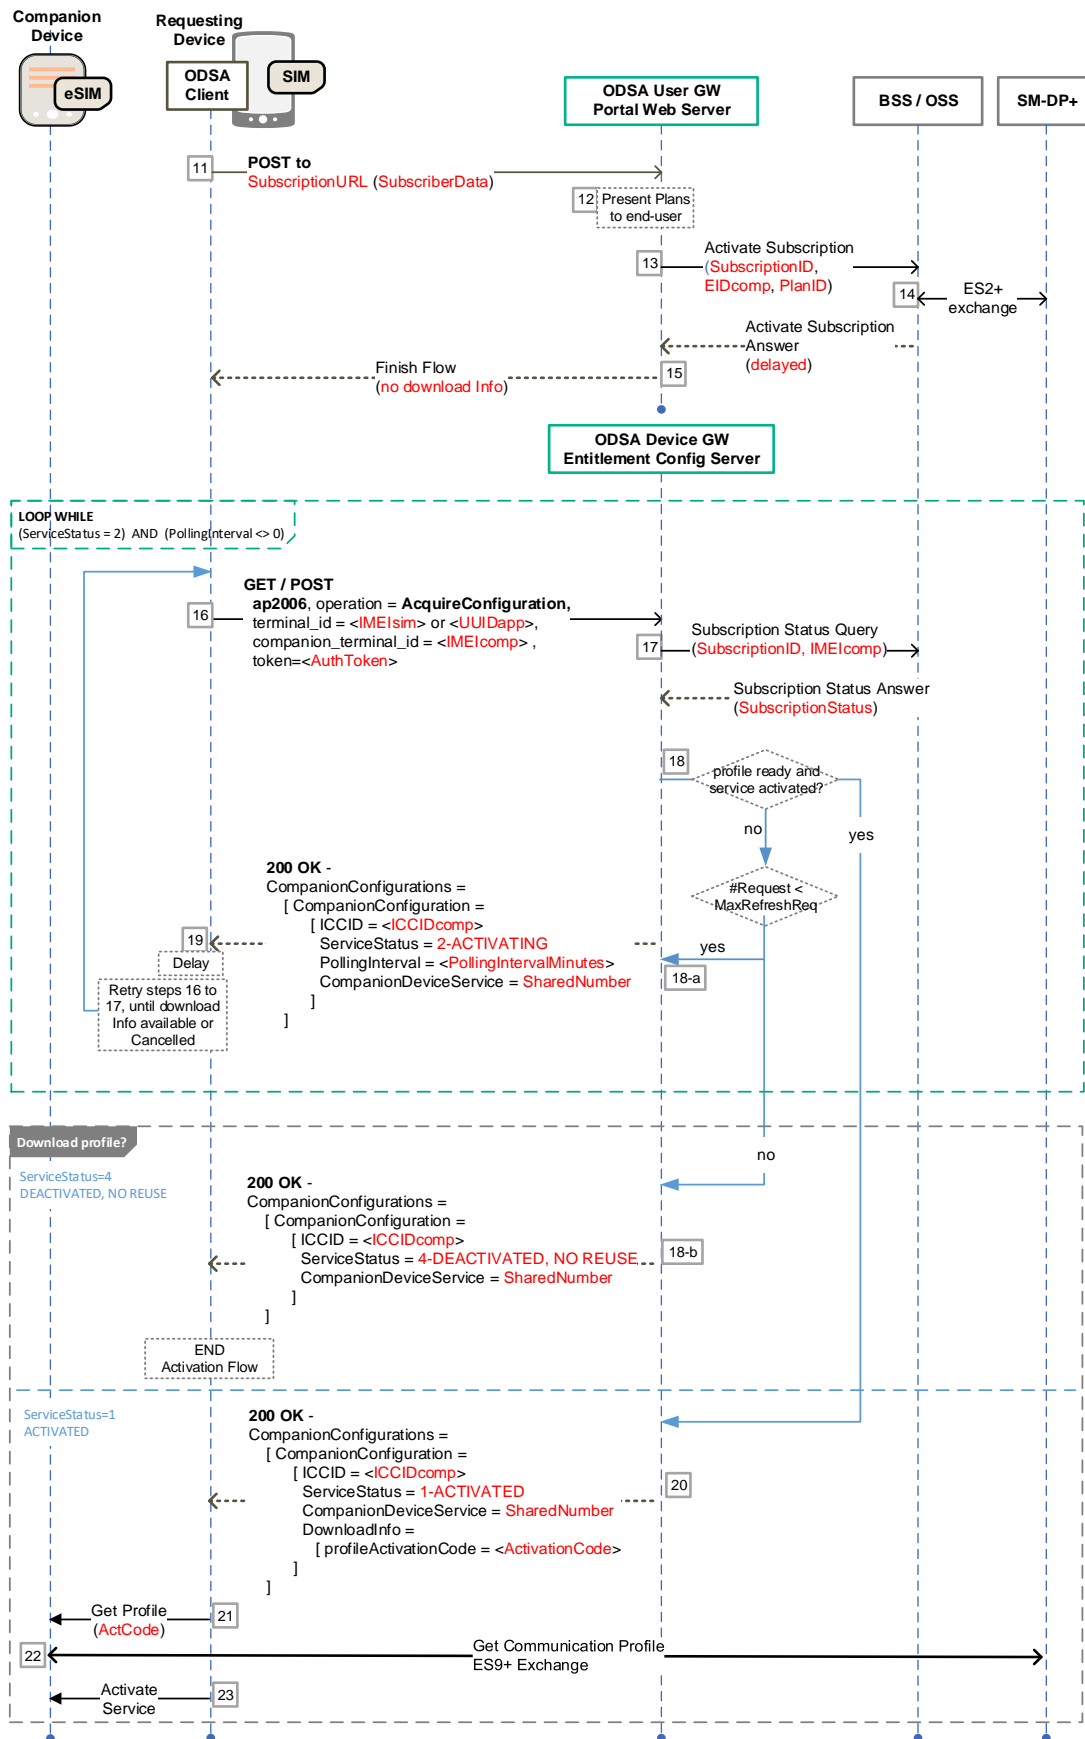 Companion
Device
Requesting
Device
eSIM
ODSA
Client
SIM
ODSA User GW
Portal Web Server
BSS / OSS
SM-DP+
11
POST to
SubscriptionURL (SubscriberData)
12
Present Plans
to end-user
13
Activate Subscription
(SubscriptionID,
EIDcomp, PlanID)
14
ES2+
exchange
Activate Subscription
Answer
(delayed)
15
Finish Flow
(no download Info)
ODSA Device GW
Entitlement Config Server
LOOP WHILE
(ServiceStatus = 2) AND (PollingInterval <> 0)
16
GET / POST
ap2006, operation = AcquireConfiguration,
terminal_id = <IMEIsim> or <UUIDapp>,
companion_terminal_id = <IMEIcomp> ,
token=<AuthToken>
17
Subscription Status Query
(SubscriptionID, IMEIcomp)
Subscription Status Answer
(SubscriptionStatus)
18
profile ready and
service activated?
no
yes
#Request <
MaxRefreshReq
yes
18-a
200 OK -
CompanionConfigurations =
[ CompanionConfiguration =
[ ICCID = <ICCIDcomp>
ServiceStatus = 2-ACTIVATING
PollingInterval = <PollingIntervalMinutes>
CompanionDeviceService = SharedNumber
]
]
19
Delay
Retry steps 16 to
17, until download
Info available or
Cancelled
Download profile?
no
ServiceStatus=4
DEACTIVATED, NO REUSE
200 OK -
CompanionConfigurations =
[ CompanionConfiguration =
[ ICCID = <ICCIDcomp>
ServiceStatus = 4-DEACTIVATED, NO REUSE
CompanionDeviceService = SharedNumber
]
]
18-b
END
Activation Flow
ServiceStatus=1
ACTIVATED
200 OK -
CompanionConfigurations =
[ CompanionConfiguration =
[ ICCID = <ICCIDcomp>
ServiceStatus = 1-ACTIVATED
CompanionDeviceService = SharedNumber
DownloadInfo =
[ profileActivationCode = <ActivationCode>
]
]
20
Get Profile
(ActCode)
21
22
Get Communication Profile
ES9+ Exchange
Activate
Service
23